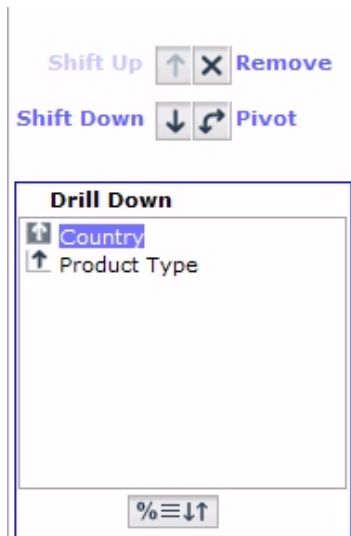 Shift Up Remove
Shift Down Pivot
Drill Down
Country
Product Type
%